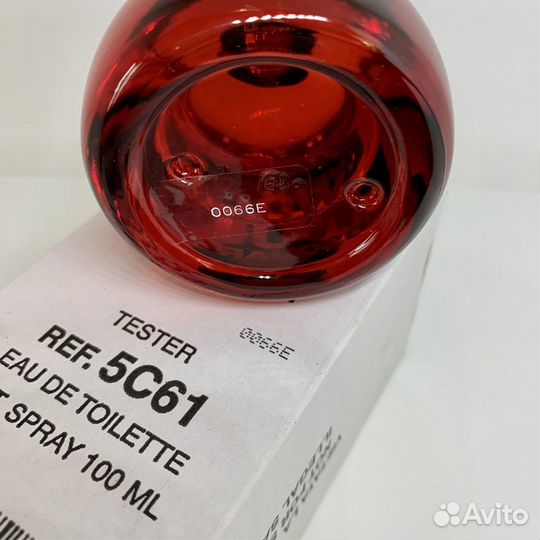 0066E
TESTER
0066E
REF. 5C61
EAU DE TOILETTE
T SPRAY 100 ML
Avito